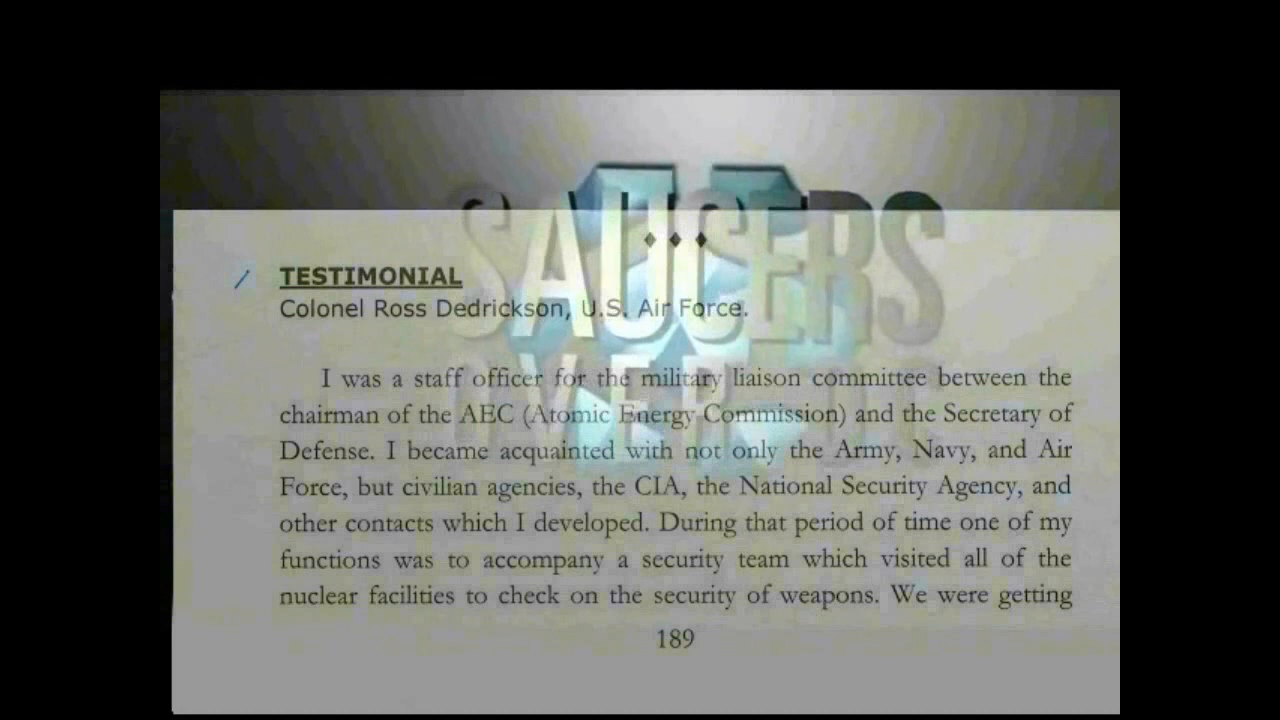 SAUCERS
OVER DC
♦ ♦ ♦
TESTIMONIAL
Colonel Ross Dedrickson, U.S. Air Force.
I was a staff officer for the military liaison committee between the
chairman of the AEC (Atomic Energy Commission) and the Secretary of
Defense. I became acquainted with not only the Army, Navy, and Air
Force, but civilian agencies, the CIA, the National Security Agency, and
other contacts which I developed. During that period of time one of my
functions was to accompany a security team which visited all of the
nuclear facilities to check on the security of weapons. We were getting
189